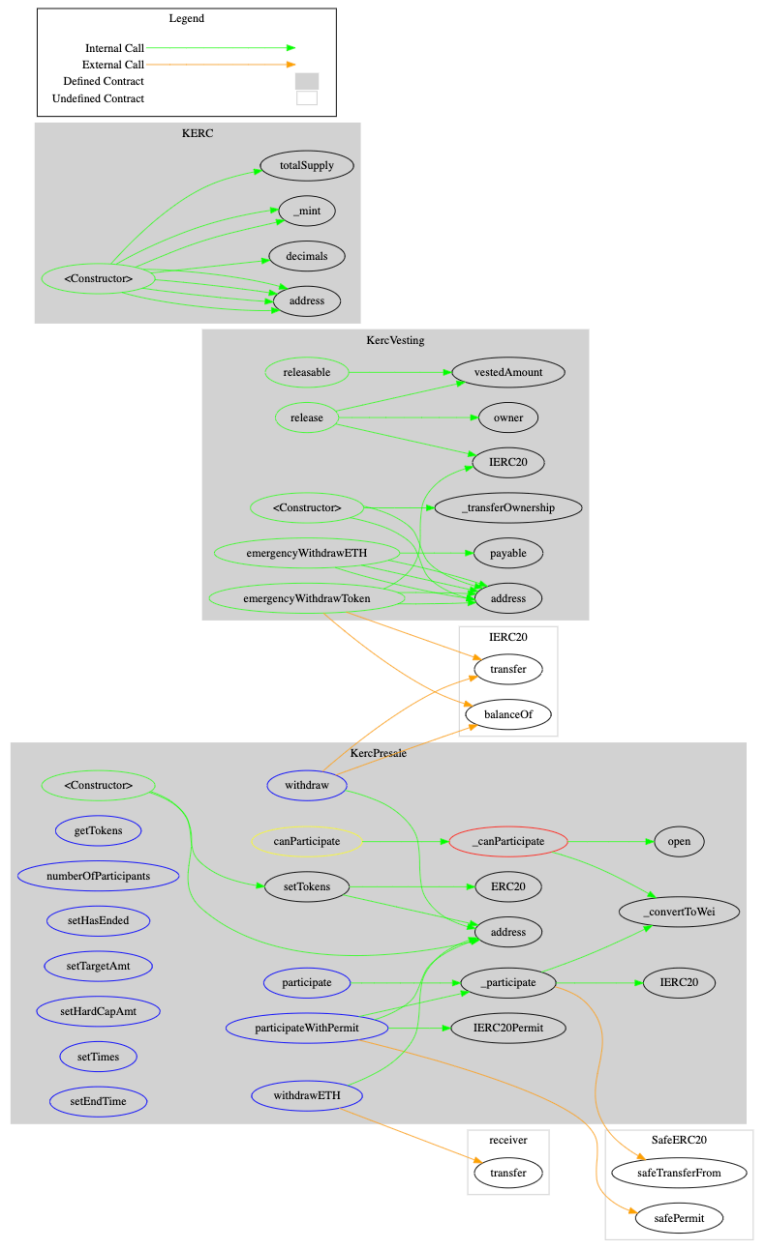 Legend
Internal Call
External Call
Defined Contract
Undefined Contract
KERC
totalSupply
_mint
decimals
<Constructor>
address
KercVesting
releasable
vestedAmount
release
owner
IERC20
<Constructor>
_transferOwnership
emergencyWithdrawETH
payable
emergencyWithdrawToken
address
IERC20
transfer
balanceOf
KercPresale
<Constructor>
withdraw
getTokens
canParticipate
_canParticipate
open
numberOfParticipants
setTokens
ERC20
_convertToWei
setHasEnded
address
setTargetAmt
participate
_participate
IERC20
setHardCapAmt
participateWithPermit
IERC20Permit
setTimes
setEndTime
withdrawETH
receiver
transfer
SafeERC20
safeTransferFrom
safePermit